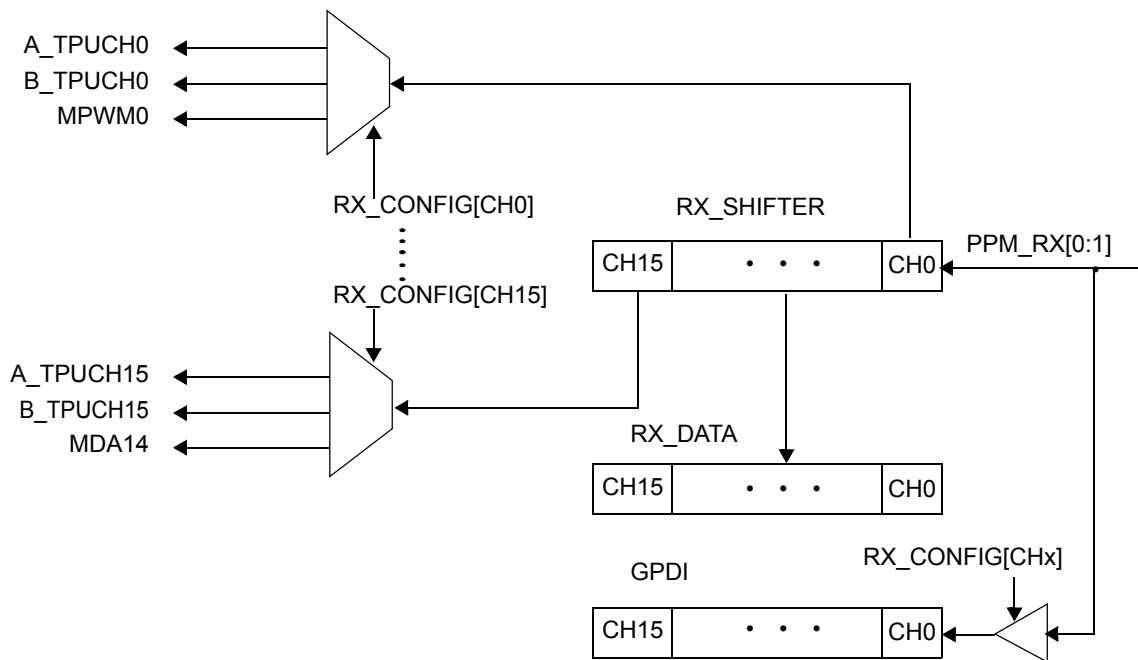 A_TPUCH0
B_TPUCH0
MPWM0
RX_CONFIG[CH0]
RX_SHIFTER
PPM_RX[0:1]
CH15 • • • CH0
RX_CONFIG[CH15]
A_TPUCH15
B_TPUCH15
MDA14
RX_DATA
CH15 • • • CH0
RX_CONFIG[CHx]
GPDI
CH15 • • • CH0